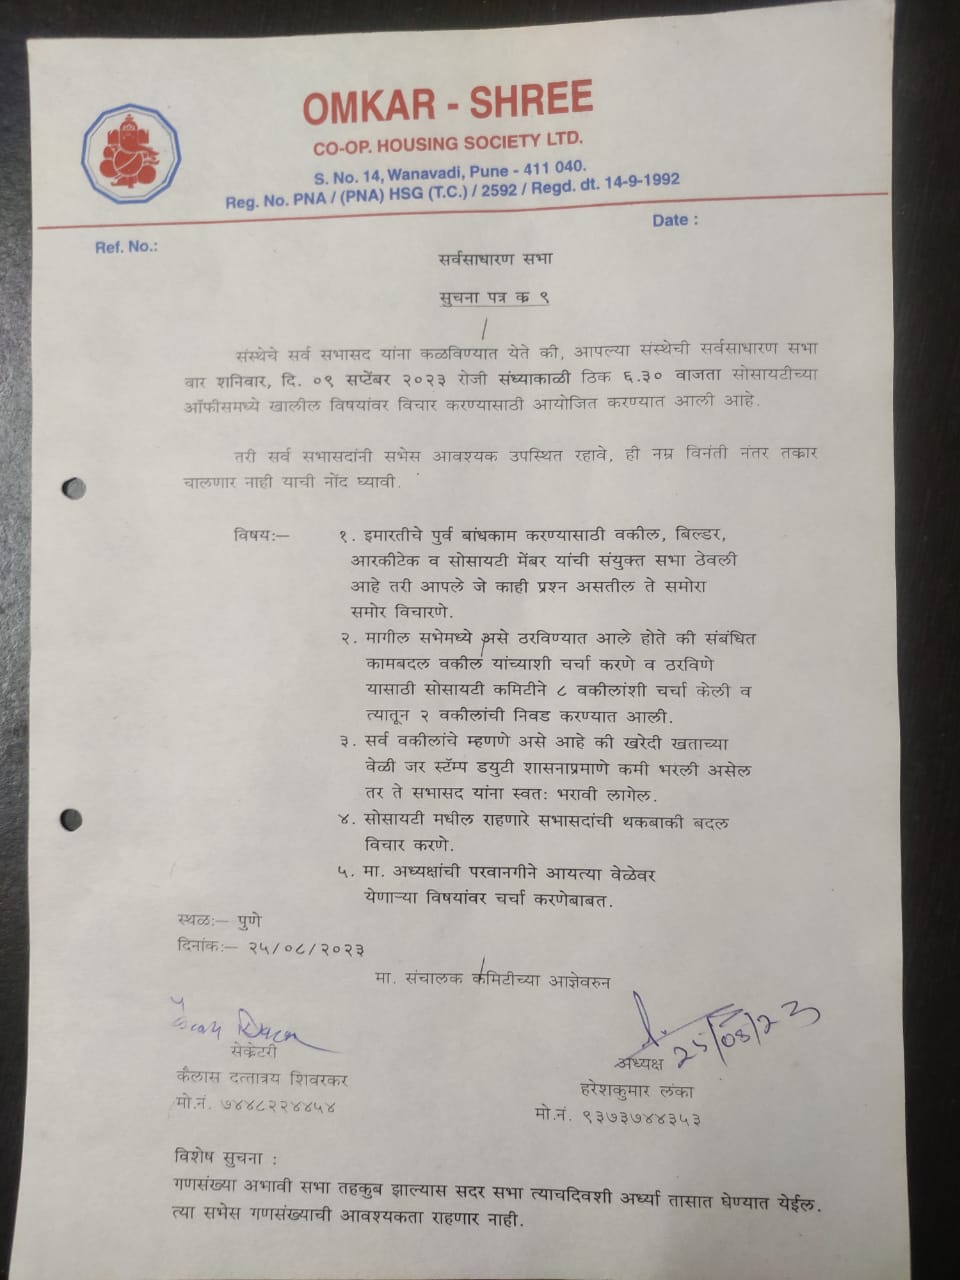 OMKAR - SHREE
CO-OP. HOUSING SOCIETY LTD.
S. No. 14, Wanavadi, Pune - 411 040.
Reg. No. PNA / (PNA) HSG (T.C.) / 2592 / Regd. dt. 14-9-1992
Date :
Ref. No.:
सर्वसाधारण सभा
सुचना पत्र क्र ९
संस्थेचे सर्व सभासद यांना कळविण्यात येते की, आपल्या संस्थेची सर्वसाधारण सभा
वार शनिवार, दि. ०९ सप्टेंबर २०२३ रोजी संध्याकाळी ठिक ६.३० वाजता सोसायटीच्या
ऑफीसमध्ये खालील विषयांवर विचार करण्यासाठी आयोजित करण्यात आली आहे.
तरी सर्व सभासदांनी सभेस आवश्यक उपस्थित रहावे, ही नम्र विनंती नंतर तक्रार
चालणार नाही याची नोंद घ्यावी.
विषयः— १. इमारतीचे पुर्व बांधकाम करण्यासाठी वकील, बिल्डर,
आरकीटेक व सोसायटी मेंबर यांची संयुक्त सभा ठेवली
आहे तरी आपले जे काही प्रश्न असतील ते समोरा
समोर विचारणे.
२. मागील सभेमध्ये असे ठरविण्यात आले होते की संबंधित
कामबदल वकील यांच्याशी चर्चा करणे व ठरविणे
यासाठी सोसायटी कमिटीने ८ वकीलांशी चर्चा केली व
त्यातून २ वकीलांची निवड करण्यात आली.
३. सर्व वकीलांचे म्हणणे असे आहे की खरेदी खताच्या
वेळी जर स्टॅम्प डयुटी शासनाप्रमाणे कमी भरली असेल
तर ते सभासद यांना स्वतः भरावी लागेल.
४. सोसायटी मधील राहणारे सभासदांची थकबाकी बदल
विचार करणे.
५. मा. अध्यक्षांची परवानगीने आयत्या वेळेवर
येणाऱ्या विषयांवर चर्चा करणेबाबत.
स्थळः— पुणे
दिनांकः— २५/०८/२०२३
मा. संचालक कमिटीच्या आज्ञेवरुन
25/08/23
सेक्रेटरी
अध्यक्ष
कैलास दत्तात्रय शिवरकर
हरेशकुमार लंका
मो.नं. ७४४८२२४४५४
मो.नं. ९३७३७४४३५३
विशेष सुचना :
गणसंख्या अभावी सभा तहकुब झाल्यास सदर सभा त्याचदिवशी अर्ध्या तासात घेण्यात येईल.
त्या सभेस गणसंख्याची आवश्यकता राहणार नाही.